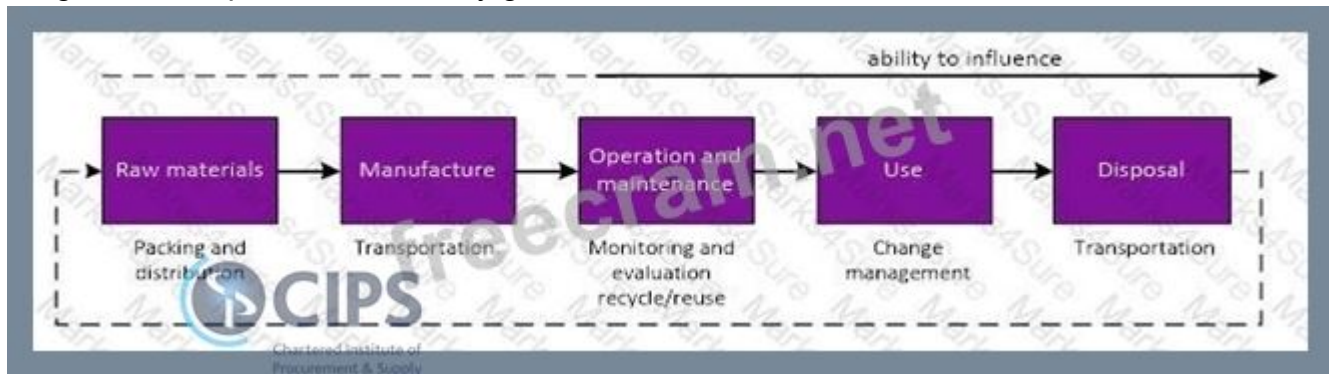 ability to influence
Raw materials
Manufacture
Operation and
maintenance
Use
Disposal
Packing and
distribution
Transportation
Monitoring and
evaluation
recycle/reuse
Change
management
Transportation
freecram.net
CIPS
Chartered Institute of
Procurement & Supply
Marks4Sure